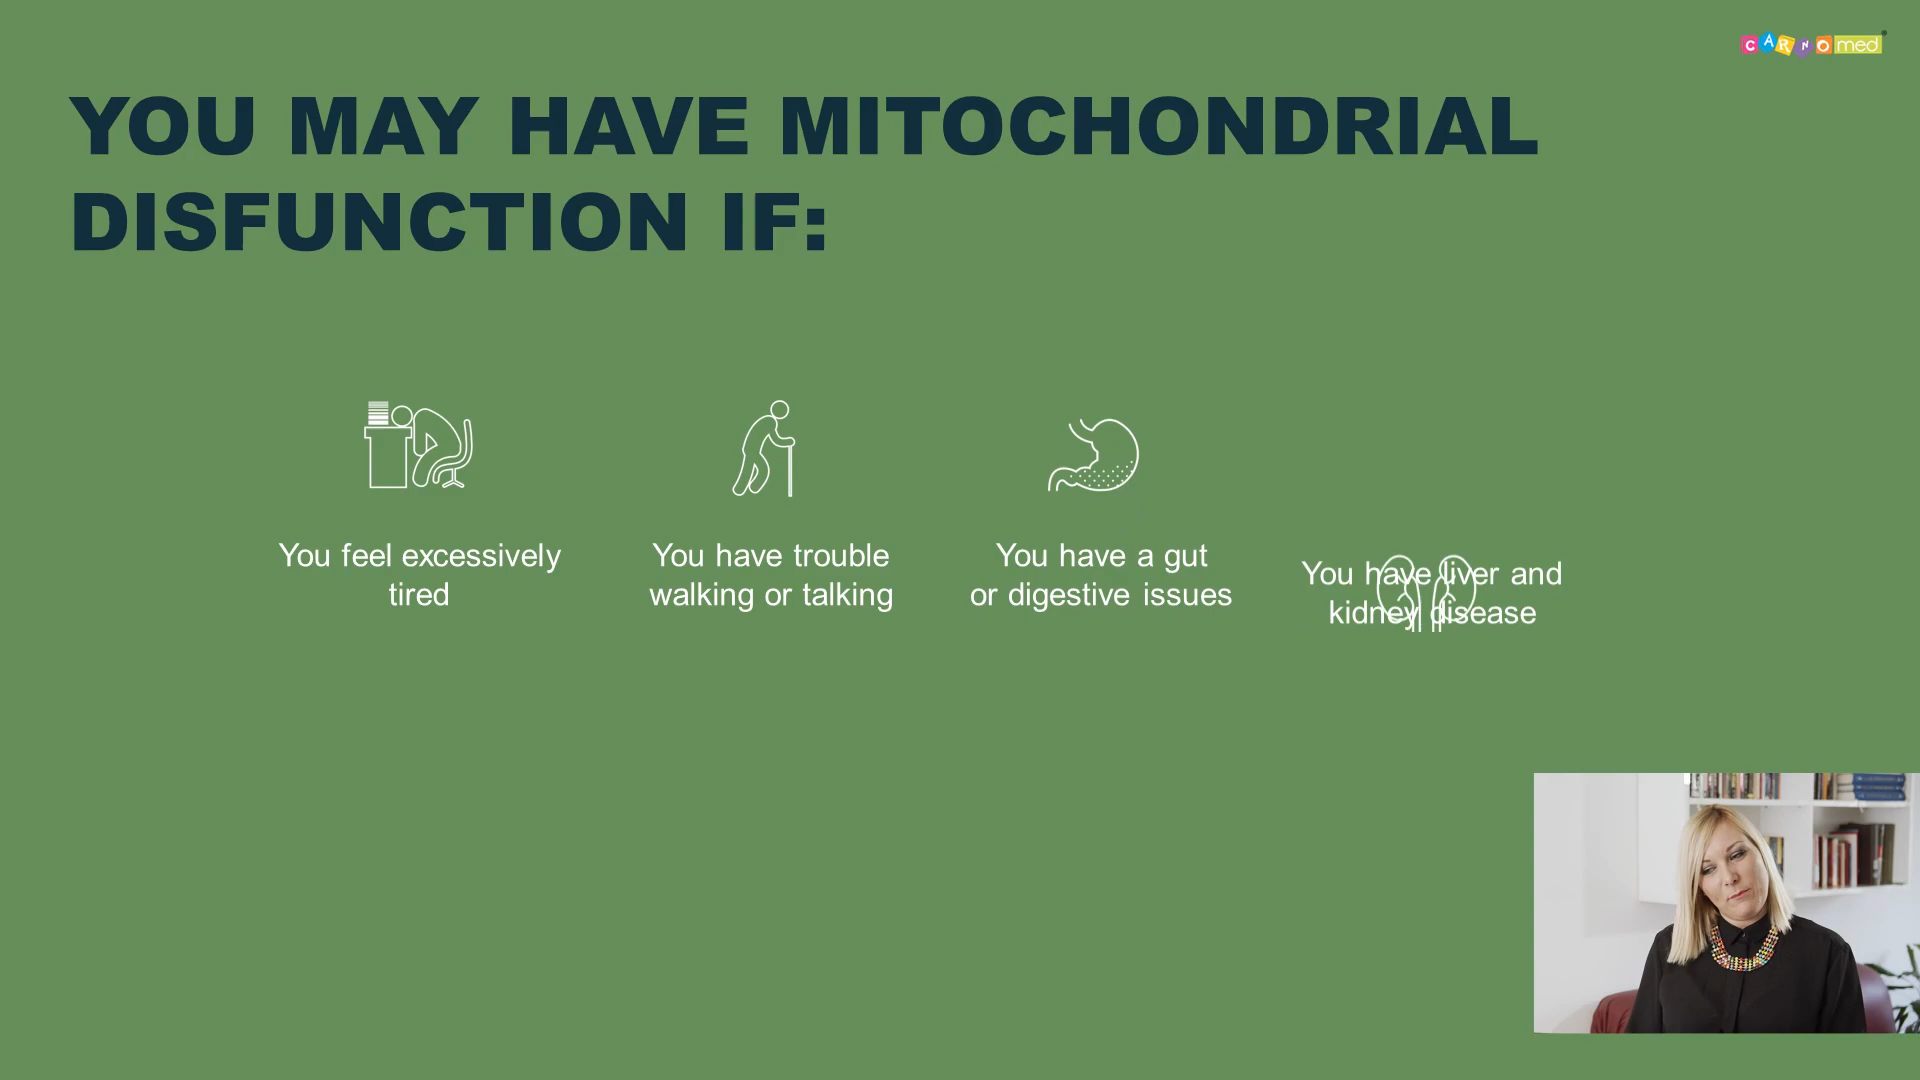 CARNOmed
YOU MAY HAVE MITOCHONDRIAL
DISFUNCTION IF:
You feel excessively
tired
You have trouble
walking or talking
You have a gut
or digestive issues
You have liver and
kidney disease